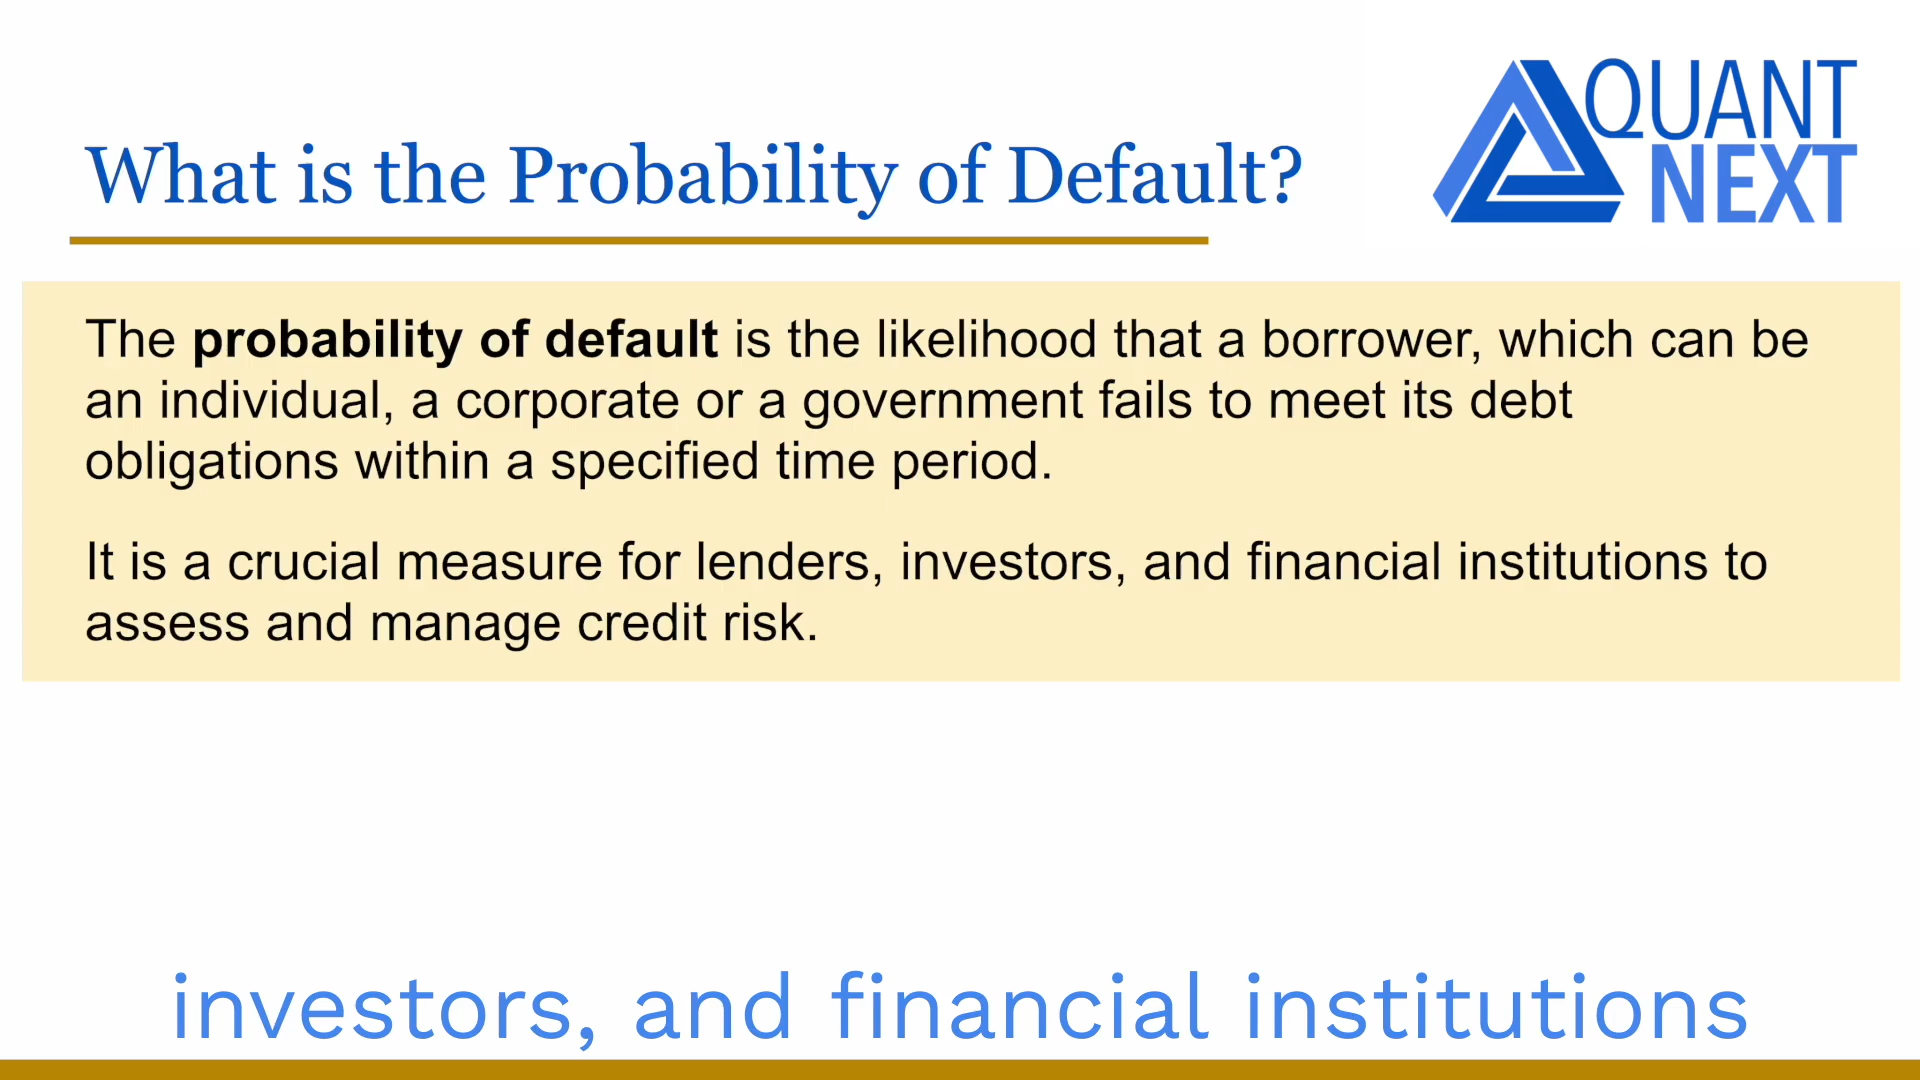 QUANT
NEXT
What is the Probability of Default?
The probability of default is the likelihood that a borrower, which can be
an individual, a corporate or a government fails to meet its debt
obligations within a specified time period.
It is a crucial measure for lenders, investors, and financial institutions to
assess and manage credit risk.
investors, and financial institutions